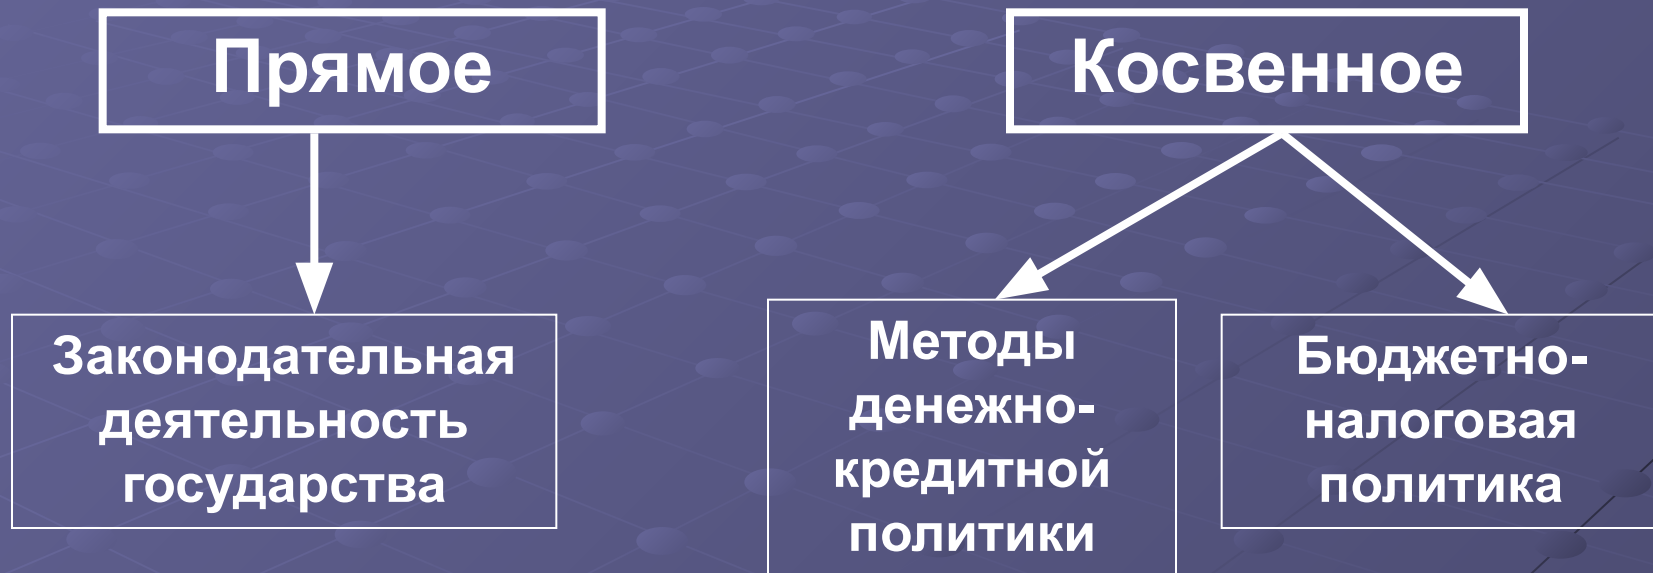 Прямое
Косвенное
Законодательная
деятельность
государства
Методы
денежно-
кредитной
политики
Бюджетно-
налоговая
политика